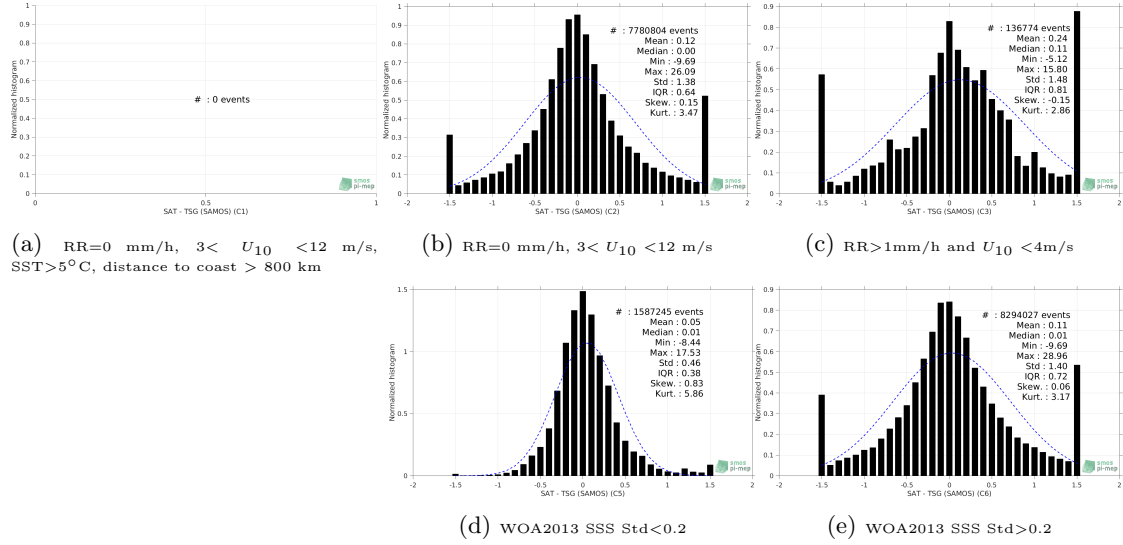 Normalized histogram
1
0.9
0.8
0.7
0.6
0.5
0.4
0.3
0.2
0.1
0
# : 0 events
smos
pi-mep
0
0.5
1
SAT - TSG (SAMOS) (C1)
(a) RR=0 mm/h, 3< U10 <12 m/s,
SST>5°C, distance to coast > 800 km
Normalized histogram
1
0.9
0.8
0.7
0.6
0.5
0.4
0.3
0.2
0.1
0
# : 7780804 events
Mean : 0.12
Median : 0.00
Min : -9.69
Max : 26.09
Std : 1.38
IQR : 0.64
Skew. : 0.15
Kurt. : 3.47
smos
pi-mep
-2
-1.5
-1
-0.5
0
0.5
1
1.5
2
SAT - TSG (SAMOS) (C2)
(b) RR=0 mm/h, 3< U10 <12 m/s
Normalized histogram
0.9
0.8
0.7
0.6
0.5
0.4
0.3
0.2
0.1
0
# : 136774 events
Mean : 0.24
Median : 0.11
Min : -5.12
Max : 15.80
Std : 1.48
IQR : 0.81
Skew. : -0.15
Kurt. : 2.86
smos
pi-mep
-2
-1.5
-1
-0.5
0
0.5
1
1.5
2
SAT - TSG (SAMOS) (C3)
(c) RR>1mm/h and U10 <4m/s
Normalized histogram
1.5
1
0.5
0
# : 1587245 events
Mean : 0.05
Median : 0.01
Min : -8.44
Max : 17.53
Std : 0.46
IQR : 0.38
Skew. : 0.83
Kurt. : 5.86
smos
pi-mep
-2
-1.5
-1
-0.5
0
0.5
1
1.5
2
SAT - TSG (SAMOS) (C5)
(d) WOA2013 SSS Std<0.2
Normalized histogram
0.9
0.8
0.7
0.6
0.5
0.4
0.3
0.2
0.1
0
# : 8294027 events
Mean : 0.11
Median : 0.01
Min : -9.69
Max : 28.96
Std : 1.40
IQR : 0.72
Skew. : 0.06
Kurt. : 3.17
smos
pi-mep
-2
-1.5
-1
-0.5
0
0.5
1
1.5
2
SAT - TSG (SAMOS) (C6)
(e) WOA2013 SSS Std>0.2